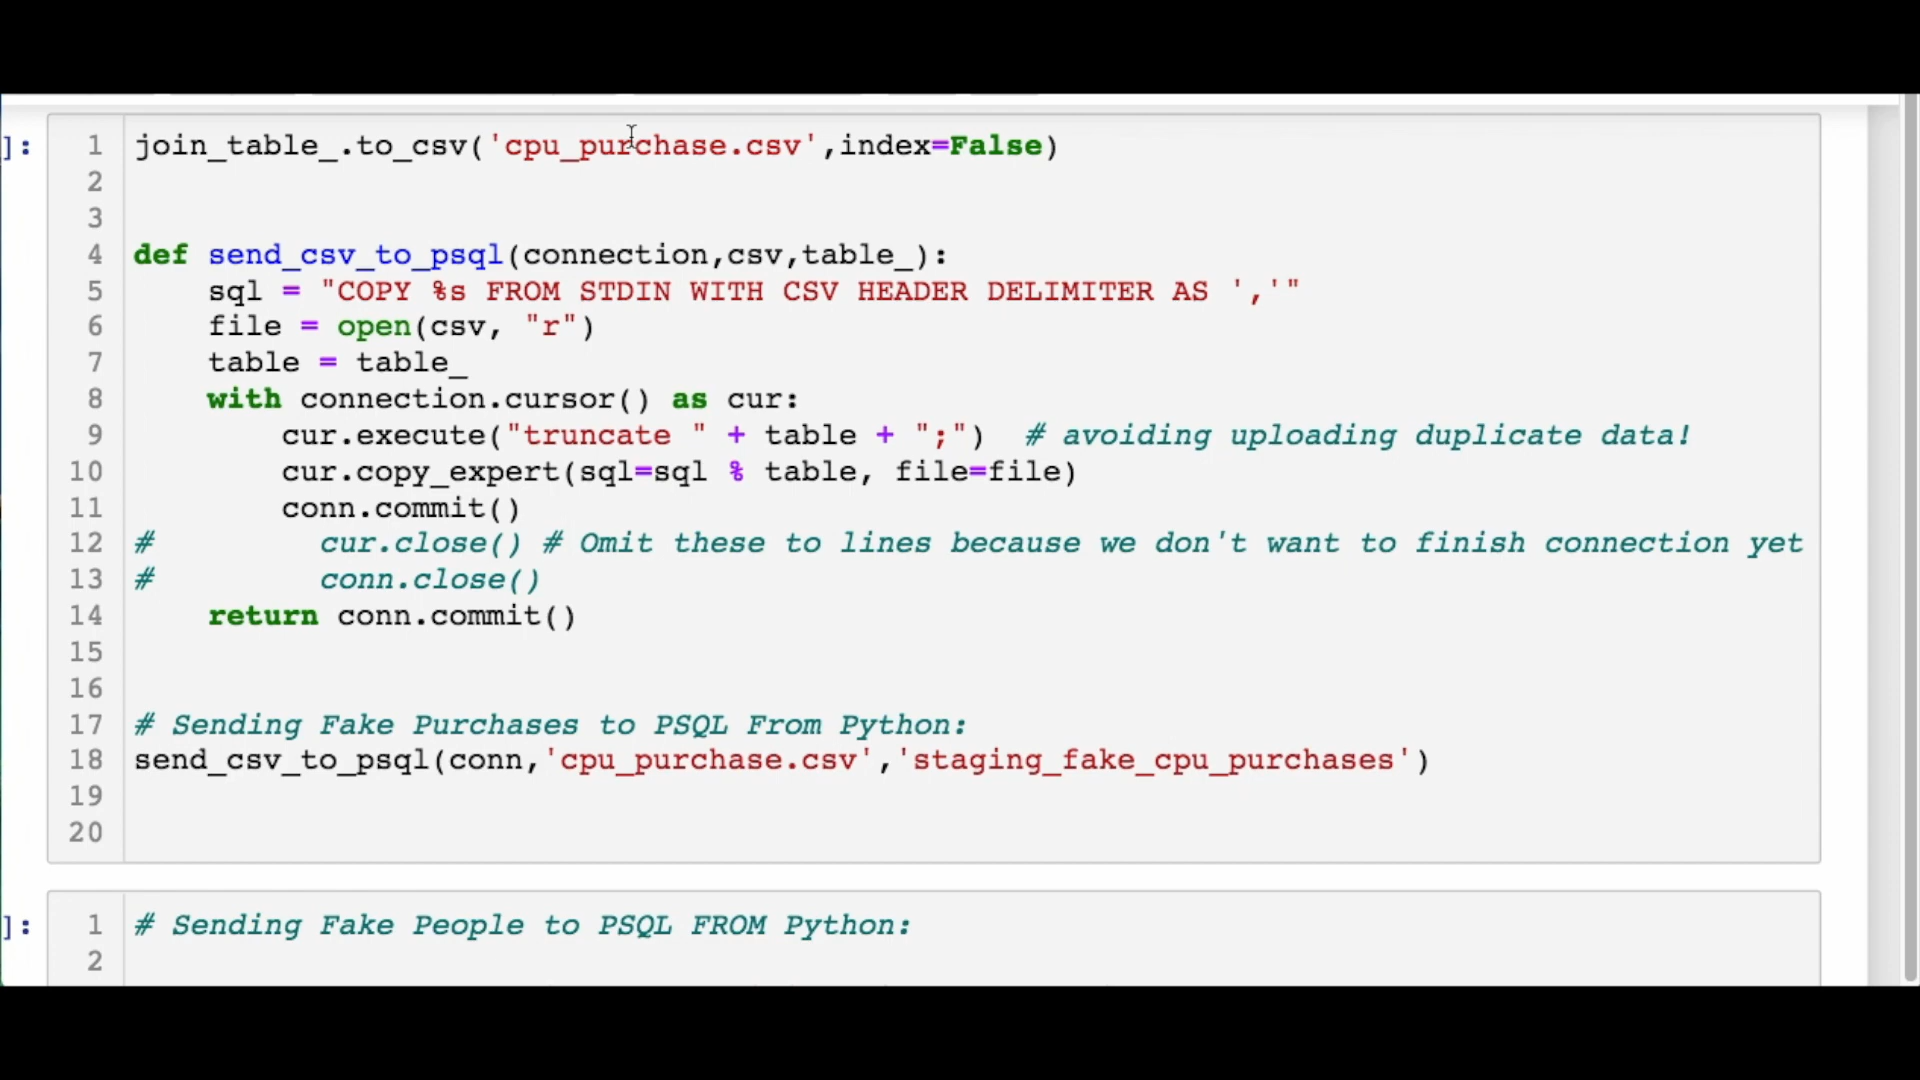 ]: 1 join_table_.to_csv('cpu_purchase.csv',index=False)
2
3
4 def send_csv_to_psql(connection,csv,table_):
5     sql = "COPY %s FROM STDIN WITH CSV HEADER DELIMITER AS ','"
6     file = open(csv, "r")
7     table = table_
8     with connection.cursor() as cur:
9         cur.execute("truncate " + table + ";")  # avoiding uploading duplicate data!
10         cur.copy_expert(sql=sql % table, file=file)
11         conn.commit()
12 #         cur.close() # Omit these to lines because we don't want to finish connection yet
13 #         conn.close()
14     return conn.commit()
15
16
17 # Sending Fake Purchases to PSQL From Python:
18 send_csv_to_psql(conn,'cpu_purchase.csv','staging_fake_cpu_purchases')
19
20
]: 1 # Sending Fake People to PSQL FROM Python:
2